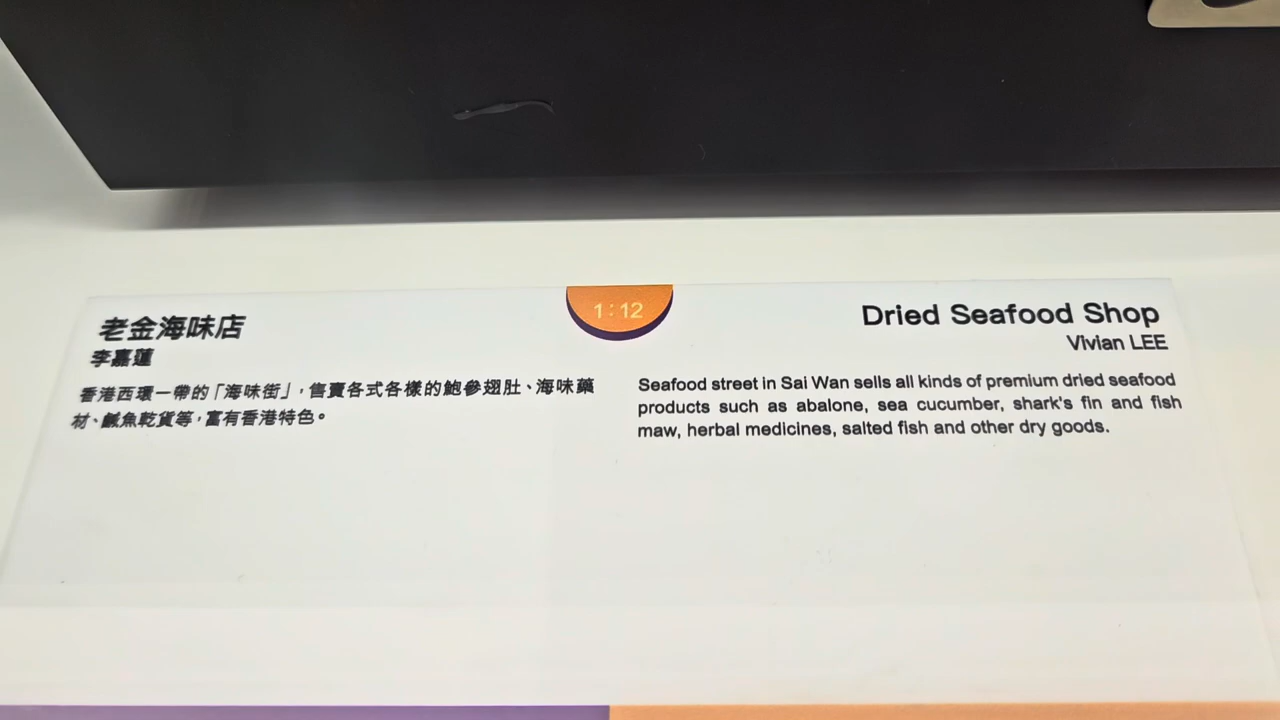 老金海味店
李嘉蓮
香港西環一帶的「海味街」，售賣各式各樣的鮑參翅肚、海味藥
材、鹹魚乾貨等，富有香港特色。
1:12
Dried Seafood Shop
Vivian LEE
Seafood street in Sai Wan sells all kinds of premium dried seafood
products such as abalone, sea cucumber, shark's fin and fish
maw, herbal medicines, salted fish and other dry goods.